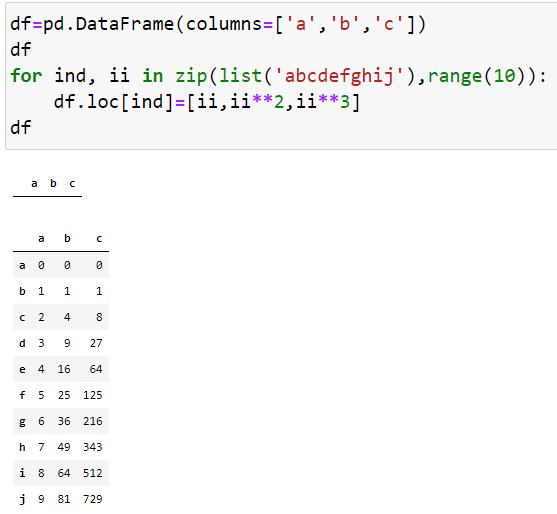 df=pd.DataFrame(columns=['a','b','c'])
df
for ind, ii in zip(list('abcdefghij'),range(10)):
    df.loc[ind]=[ii,ii**2,ii**3]
df
a b c
a b c
a 0 0 0
b 1 1 1
c 2 4 8
d 3 9 27
e 4 16 64
f 5 25 125
g 6 36 216
h 7 49 343
i 8 64 512
j 9 81 729